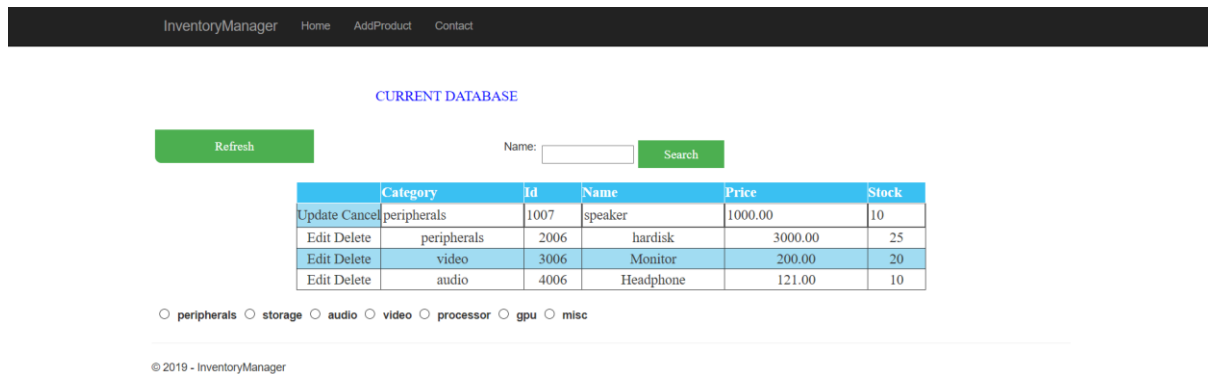 InventoryManager Home AddProduct Contact
CURRENT DATABASE
Refresh Name: Search
Category Id Name Price Stock
Update Cancel peripherals 1007 speaker 1000.00 10
Edit Delete peripherals 2006 hardisk 3000.00 25
Edit Delete video 3006 Monitor 200.00 20
Edit Delete audio 4006 Headphone 121.00 10
peripherals storage audio video processor gpu misc
© 2019 - InventoryManager